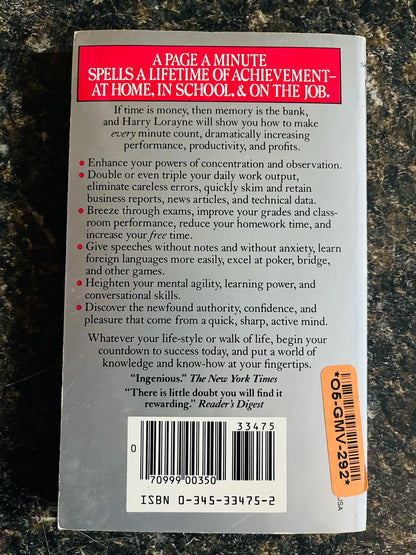 A PAGE A MINUTE
SPELLS A LIFETIME OF ACHIEVEMENT—
AT HOME, IN SCHOOL, & ON THE JOB.
If time is money, then memory is the bank,
and Harry Lorayne will show you how to make
every minute count, dramatically increasing
performance, productivity, and profits.
• Enhance your powers of concentration and observation.
• Double or even triple your daily work output,
eliminate careless errors, quickly skim and retain
business reports, news articles, and technical data.
• Breeze through exams, improve your grades and class-
room performance, reduce your homework time, and
increase your free time.
• Give speeches without notes and without anxiety, learn
foreign languages more easily, excel at poker, bridge,
and other games.
• Heighten your mental agility, learning power, and
conversational skills.
• Discover the newfound authority, confidence, and
pleasure that come from a quick, sharp, active mind.
Whatever your life-style or walk of life, begin your
countdown to success today, and put a world of
knowledge and know-how at your fingertips.
"Ingenious." The New York Times
"There is little doubt you will find it
rewarding." Reader's Digest
33475
0
70999 00350
ISBN 0-345-33475-2
*O5-GMV-292*
USA